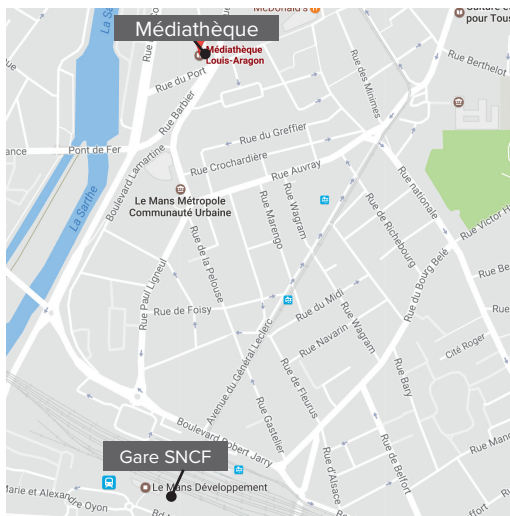 McDonald's
pour Tous
La Sarthe
Médiathèque
Médiathèque
Louis-Aragon
Rue Berthelot
Rue du Port
Rue des Minimes
Rue Barbier
Rue du Greffier
Pont de Fer
Rue Crochardière
Rue Auvray
Boulevard Lamartine
Rue nationale
Le Mans Métropole
Communauté Urbaine
La Sarthe
Rue Wagram
Rue Marengo
Rue de Richebourg
Rue Victor H
Rue de la Pelouse
Rue du Bourg Belé
Rue Paul Ligneul
Rue de Foisy
Rue du Midi
Rue Wagram
Rue Navarin
Avenue du Général Leclerc
Cité Roger
Rue Bary
Rue de Fleurus
Rue Gastelier
Boulevard Robert Jarry
Rue d'Alsace
Rue de Belfort
Gare SNCF
Le Mans Développement
Marie et Alexandre Oyon